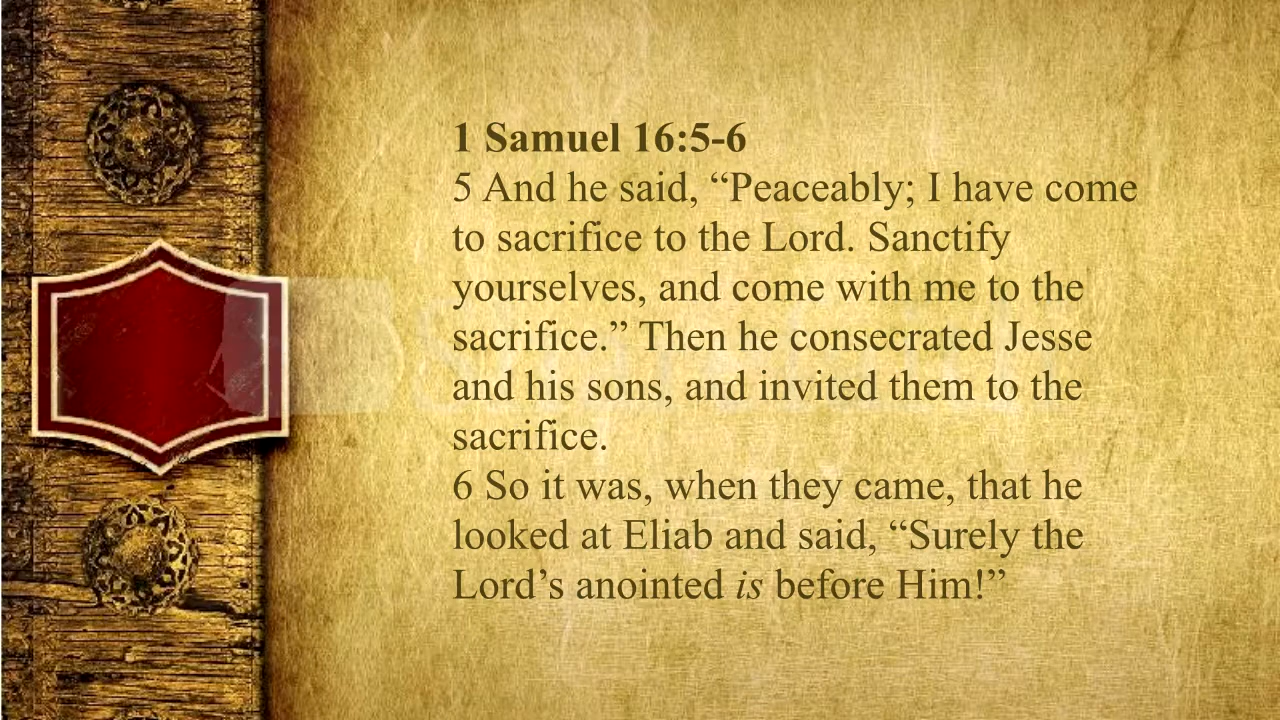 1 Samuel 16:5-6
5 And he said, “Peaceably; I have come
to sacrifice to the Lord. Sanctify
yourselves, and come with me to the
sacrifice.” Then he consecrated Jesse
and his sons, and invited them to the
sacrifice.
6 So it was, when they came, that he
looked at Eliab and said, “Surely the
Lord’s anointed is before Him!”